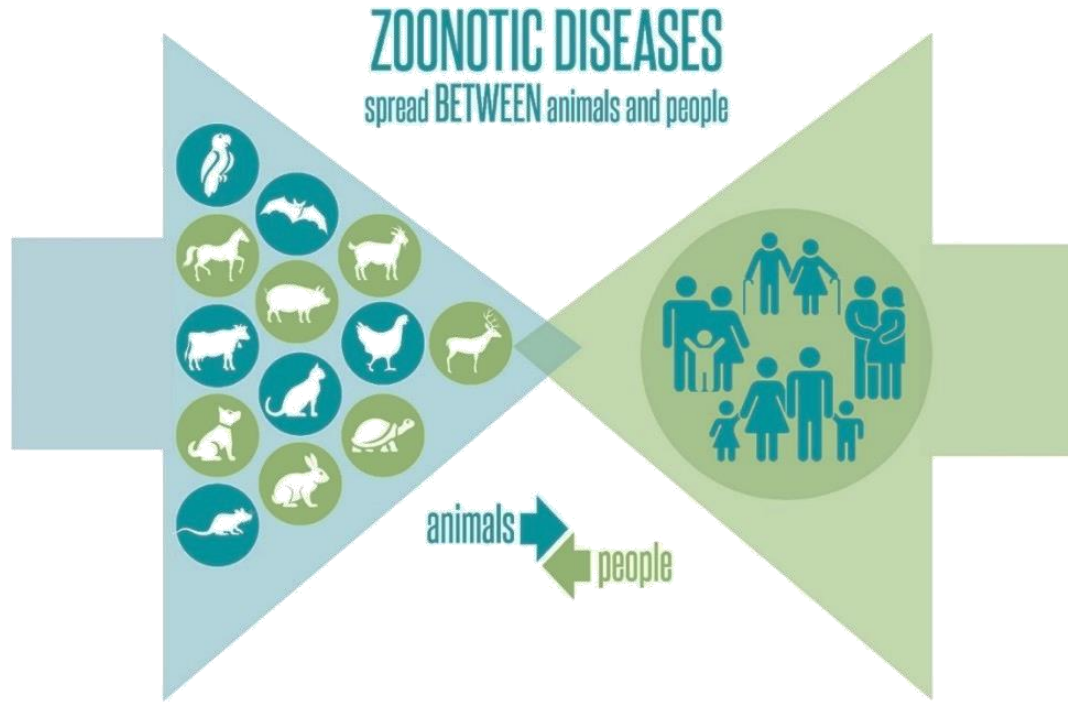 ZOONOTIC DISEASES
spread BETWEEN animals and people
animals
people